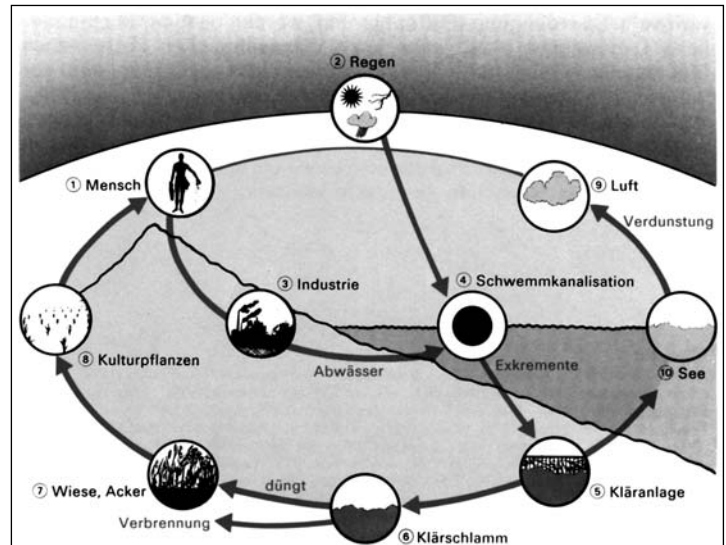 ② Regen
① Mensch
⑨ Luft
Verdunstung
③ Industrie
④ Schwemmkanalisation
⑧ Kulturpflanzen
Abwässer
Exkremente
⑩ See
⑦ Wiese, Acker
düngt
⑤ Kläranlage
Verbrennung
⑥ Klärschlamm